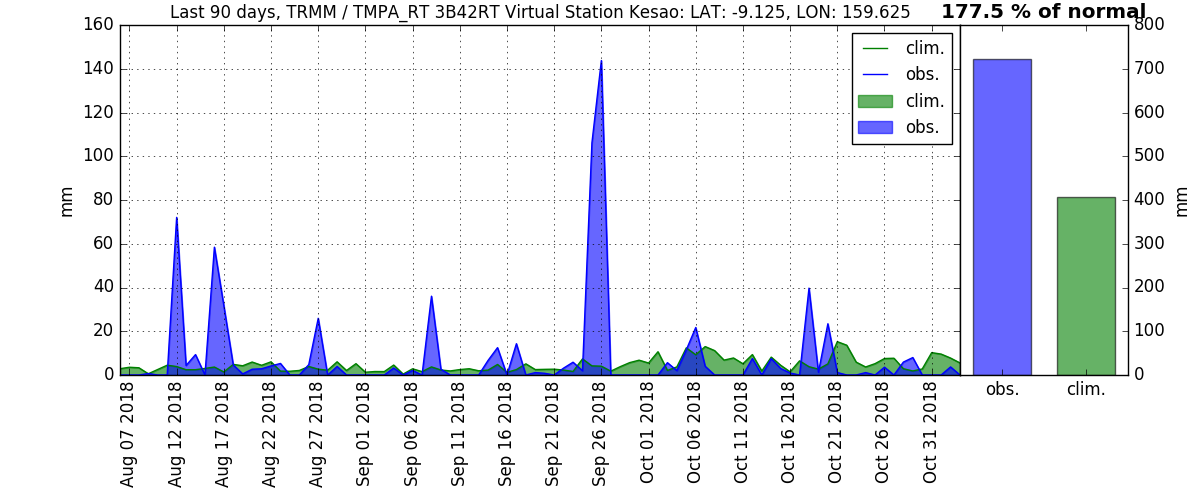 Last 90 days, TRMM / TMPA_RT 3B42RT Virtual Station Kesao: LAT: -9.125, LON: 159.625
177.5 % of normal
160
140
120
100
80
60
40
20
0
mm
clim.
obs.
clim.
obs.
800
700
600
500
400
300
200
100
0
mm
Aug 07 2018
Aug 12 2018
Aug 17 2018
Aug 22 2018
Aug 27 2018
Sep 01 2018
Sep 06 2018
Sep 11 2018
Sep 16 2018
Sep 21 2018
Sep 26 2018
Oct 01 2018
Oct 06 2018
Oct 11 2018
Oct 16 2018
Oct 21 2018
Oct 26 2018
Oct 31 2018
obs.
clim.